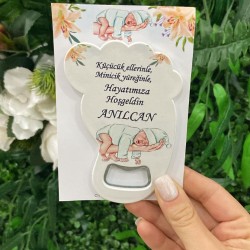 Küçücük ellerinle,
Minicik yüreğinle,
Hayatımıza
Hoşgeldin
ANILCAN